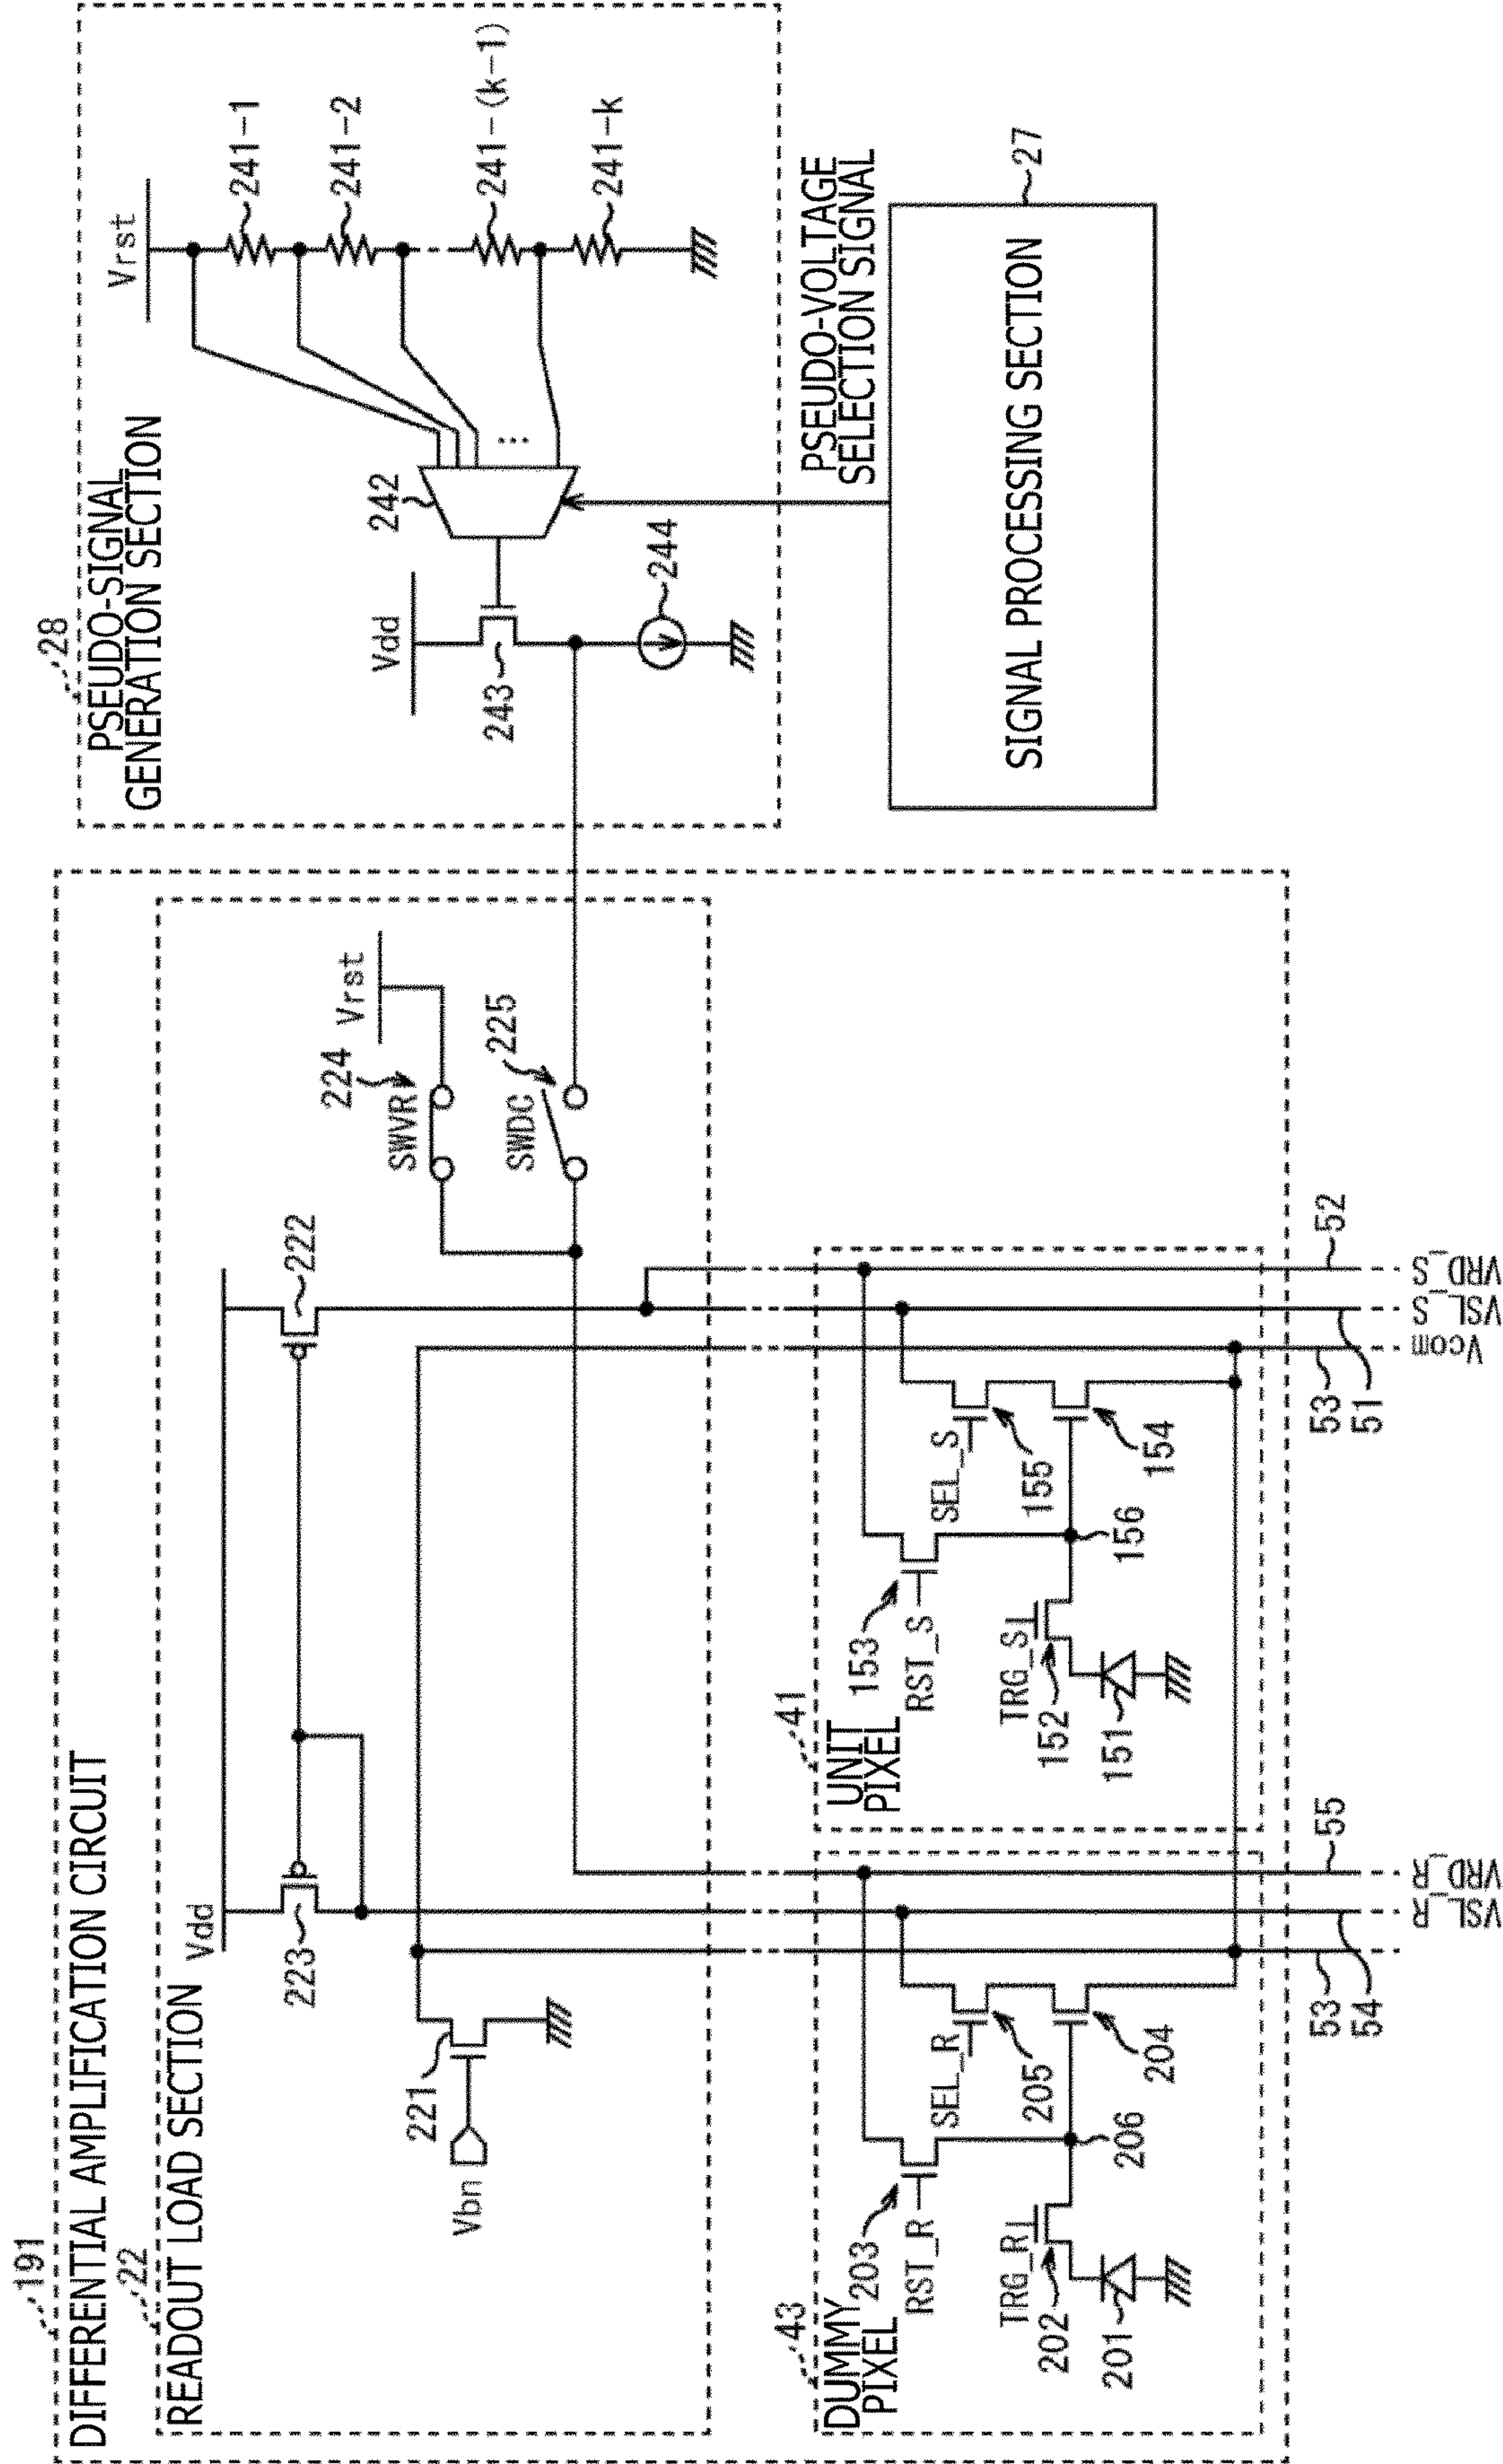 191
DIFFERENTIAL AMPLIFICATION CIRCUIT
22
READOUT LOAD SECTION
Vdd
223
222
221
Vbn
224
SWVR
Vrst
225
SWDC
28
PSEUDO-SIGNAL
GENERATION SECTION
Vrst
241-1
241-2
241-(k-1)
241-k
242
...
Vdd
243
244
PSEUDO-VOLTAGE
SELECTION SIGNAL
27
SIGNAL PROCESSING SECTION
43
DUMMY
PIXEL
203
RST_R
SEL_R
205
TRG_R
202
204
206
201
41
UNIT
PIXEL
153
RST_S
SEL_S
155
TRG_S
152
154
156
151
53
54
55
VSL_R
VRD_R
53
51
52
Vcom
VSL_S
VRD_S